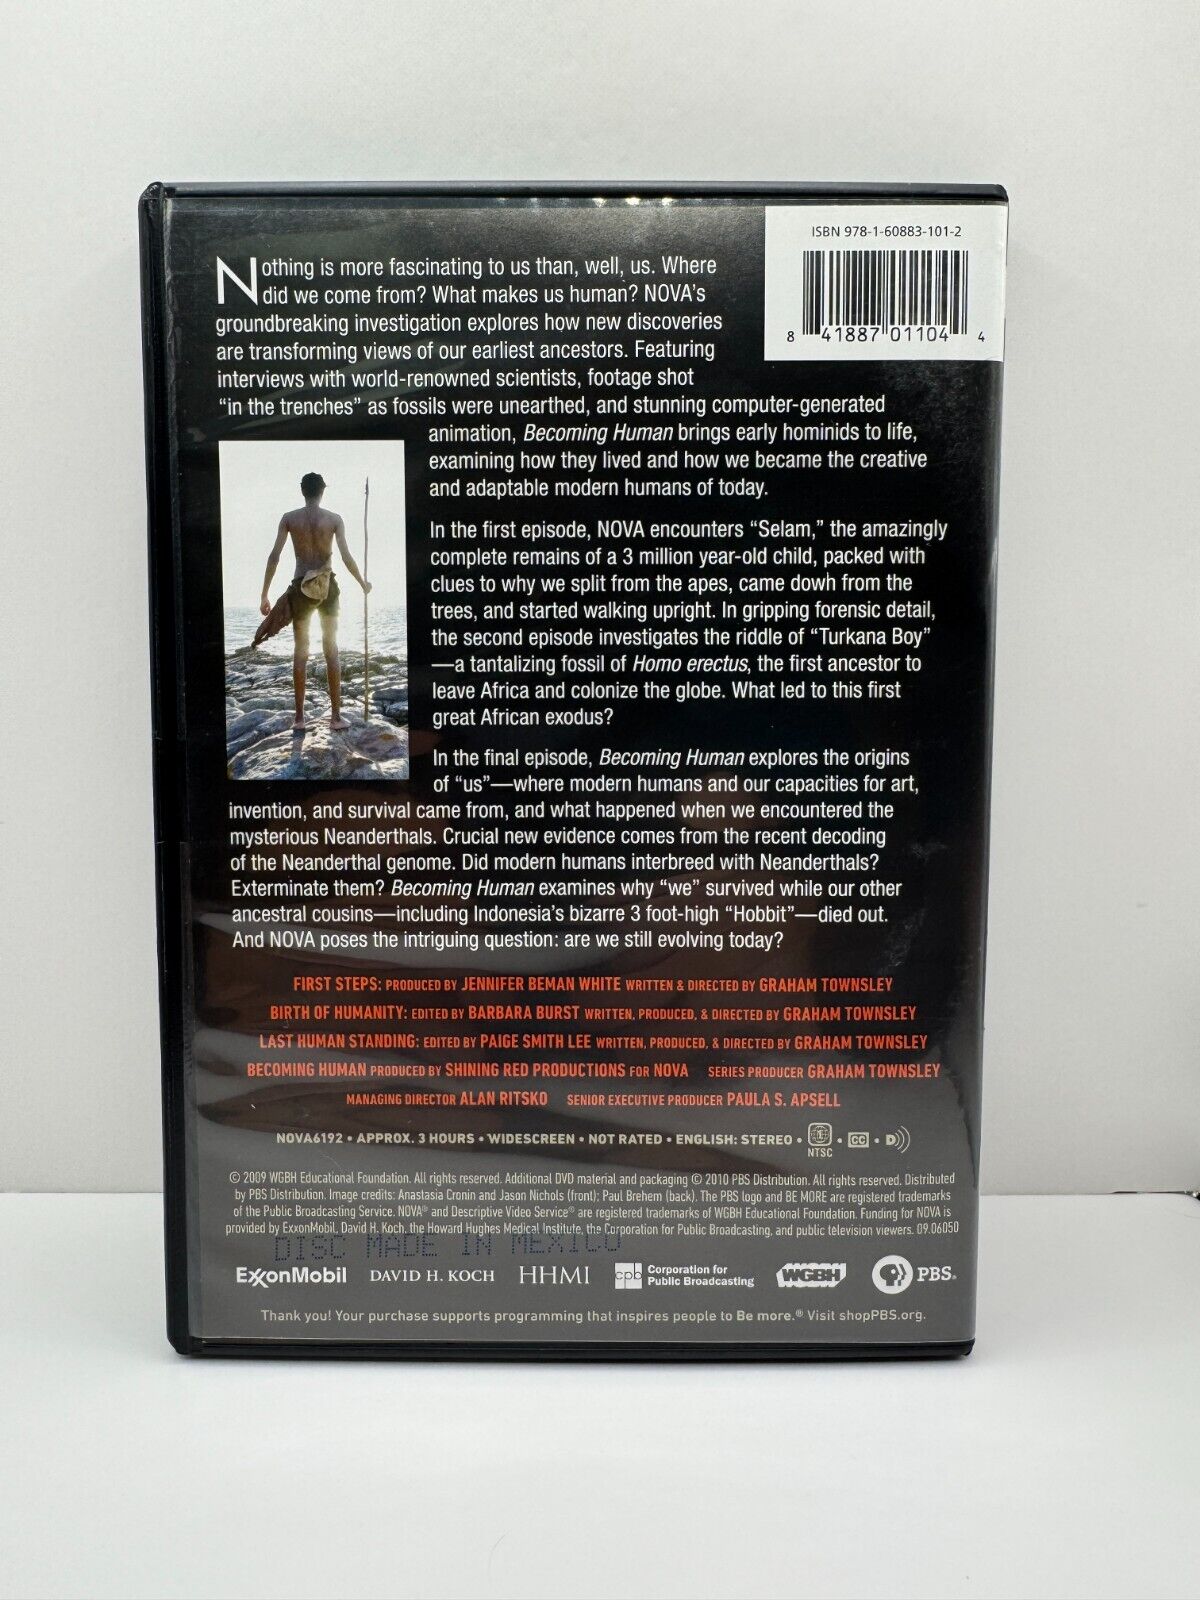 ISBN 978-1-60883-101-2
8 41887 01104 4
Nothing is more fascinating to us than, well, us. Where
did we come from? What makes us human? NOVA's
groundbreaking investigation explores how new discoveries
are transforming views of our earliest ancestors. Featuring
interviews with world-renowned scientists, footage shot
"in the trenches" as fossils were unearthed, and stunning computer-generated
animation, Becoming Human brings early hominids to life,
examining how they lived and how we became the creative
and adaptable modern humans of today.
In the first episode, NOVA encounters "Selam," the amazingly
complete remains of a 3 million year-old child, packed with
clues to why we split from the apes, came down from the
trees, and started walking upright. In gripping forensic detail,
the second episode investigates the riddle of "Turkana Boy"
—a tantalizing fossil of Homo erectus, the first ancestor to
leave Africa and colonize the globe. What led to this first
great African exodus?
In the final episode, Becoming Human explores the origins
of "us"—where modern humans and our capacities for art,
invention, and survival came from, and what happened when we encountered the
mysterious Neanderthals. Crucial new evidence comes from the recent decoding
of the Neanderthal genome. Did modern humans interbreed with Neanderthals?
Exterminate them? Becoming Human examines why "we" survived while our other
ancestral cousins—including Indonesia's bizarre 3 foot-high "Hobbit"—died out.
And NOVA poses the intriguing question: are we still evolving today?
FIRST STEPS: PRODUCED BY JENNIFER BEMAN WHITE WRITTEN & DIRECTED BY GRAHAM TOWNSLEY
BIRTH OF HUMANITY: EDITED BY BARBARA BURST WRITTEN, PRODUCED, & DIRECTED BY GRAHAM TOWNSLEY
LAST HUMAN STANDING: EDITED BY PAIGE SMITH LEE WRITTEN, PRODUCED, & DIRECTED BY GRAHAM TOWNSLEY
BECOMING HUMAN PRODUCED BY SHINING RED PRODUCTIONS FOR NOVA SERIES PRODUCER GRAHAM TOWNSLEY
MANAGING DIRECTOR ALAN RITSKO SENIOR EXECUTIVE PRODUCER PAULA S. APSELL
NOVA6192 • APPROX. 3 HOURS • WIDESCREEN • NOT RATED • ENGLISH: STEREO • 1 NTSC • CC • D)))
© 2009 WGBH Educational Foundation. All rights reserved. Additional DVD material and packaging © 2010 PBS Distribution. All rights reserved. Distributed
by PBS Distribution. Image credits: Anastasia Cronin and Jason Nichols (front); Paul Brehem (back). The PBS logo and BE MORE are registered trademarks
of the Public Broadcasting Service. NOVA® and Descriptive Video Service® are registered trademarks of WGBH Educational Foundation. Funding for NOVA is
provided by ExxonMobil, David H. Koch, the Howard Hughes Medical Institute, the Corporation for Public Broadcasting, and public television viewers. 09.06050
DISC MADE IN MEXICO
ExxonMobil DAVID H. KOCH HHMI cpb Corporation for Public Broadcasting WGBH PBS.
Thank you! Your purchase supports programming that inspires people to Be more.® Visit shopPBS.org.